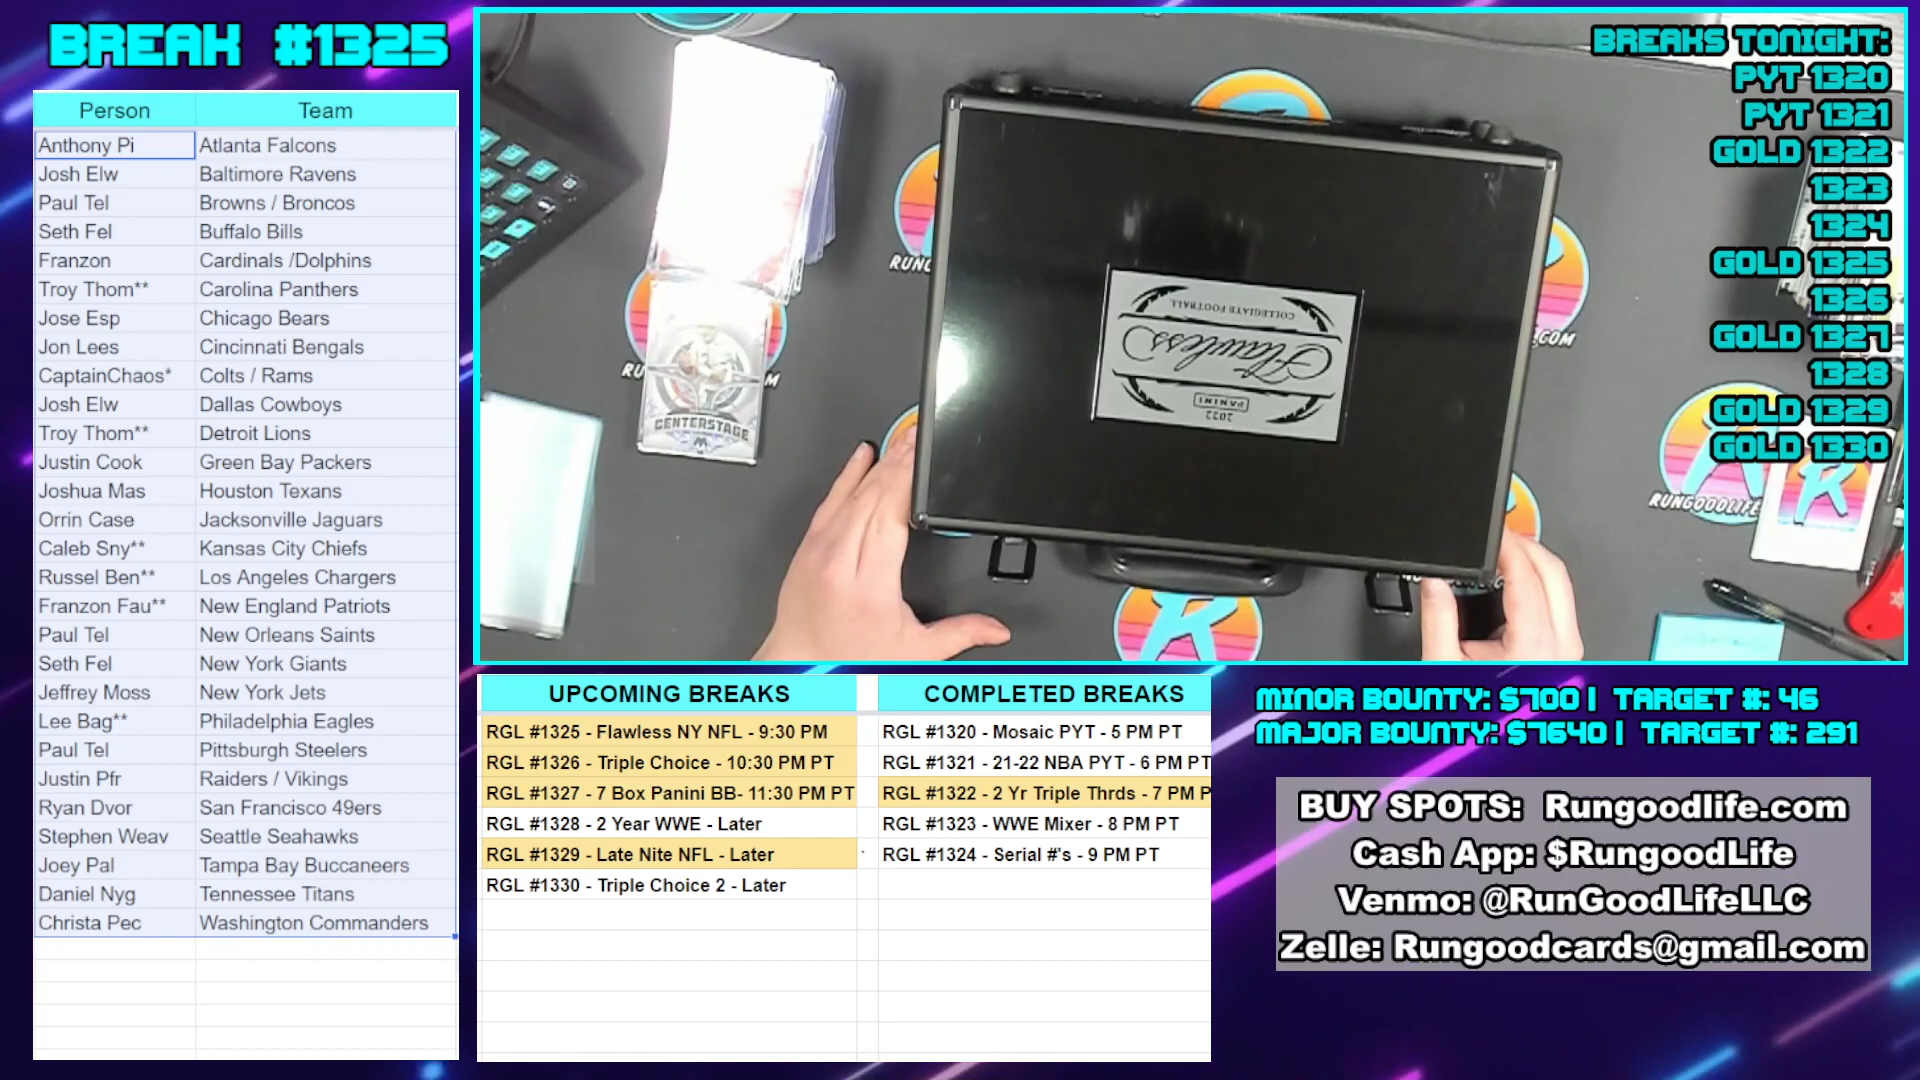 BREAK #1325
Person Team
Anthony Pi Atlanta Falcons
Josh Elw Baltimore Ravens
Paul Tel Browns / Broncos
Seth Fel Buffalo Bills
Franzon Cardinals /Dolphins
Troy Thom** Carolina Panthers
Jose Esp Chicago Bears
Jon Lees Cincinnati Bengals
CaptainChaos* Colts / Rams
Josh Elw Dallas Cowboys
Troy Thom** Detroit Lions
Justin Cook Green Bay Packers
Joshua Mas Houston Texans
Orrin Case Jacksonville Jaguars
Caleb Sny** Kansas City Chiefs
Russel Ben** Los Angeles Chargers
Franzon Fau** New England Patriots
Paul Tel New Orleans Saints
Seth Fel New York Giants
Jeffrey Moss New York Jets
Lee Bag** Philadelphia Eagles
Paul Tel Pittsburgh Steelers
Justin Pfr Raiders / Vikings
Ryan Dvor San Francisco 49ers
Stephen Weav Seattle Seahawks
Joey Pal Tampa Bay Buccaneers
Daniel Nyg Tennessee Titans
Christa Pec Washington Commanders
CENTERSTAGE
COLLEGIATE FOOTBALL
Flawless
PANINI
2022
RUNGOODLIFE
BREAKS TONIGHT:
PYT 1320
PYT 1321
GOLD 1322
1323
1324
GOLD 1325
1326
GOLD 1327
1328
GOLD 1329
GOLD 1330
UPCOMING BREAKS
RGL #1325 - Flawless NY NFL - 9:30 PM
RGL #1326 - Triple Choice - 10:30 PM PT
RGL #1327 - 7 Box Panini BB- 11:30 PM PT
RGL #1328 - 2 Year WWE - Later
RGL #1329 - Late Nite NFL - Later
RGL #1330 - Triple Choice 2 - Later
COMPLETED BREAKS
RGL #1320 - Mosaic PYT - 5 PM PT
RGL #1321 - 21-22 NBA PYT - 6 PM PT
RGL #1322 - 2 Yr Triple Thrds - 7 PM P
RGL #1323 - WWE Mixer - 8 PM PT
RGL #1324 - Serial #'s - 9 PM PT
MINOR BOUNTY: $700 | TARGET #: 46
MAJOR BOUNTY: $7640 | TARGET #: 291
BUY SPOTS: Rungoodlife.com
Cash App: $RungoodLife
Venmo: @RunGoodLifeLLC
Zelle: Rungoodcards@gmail.com